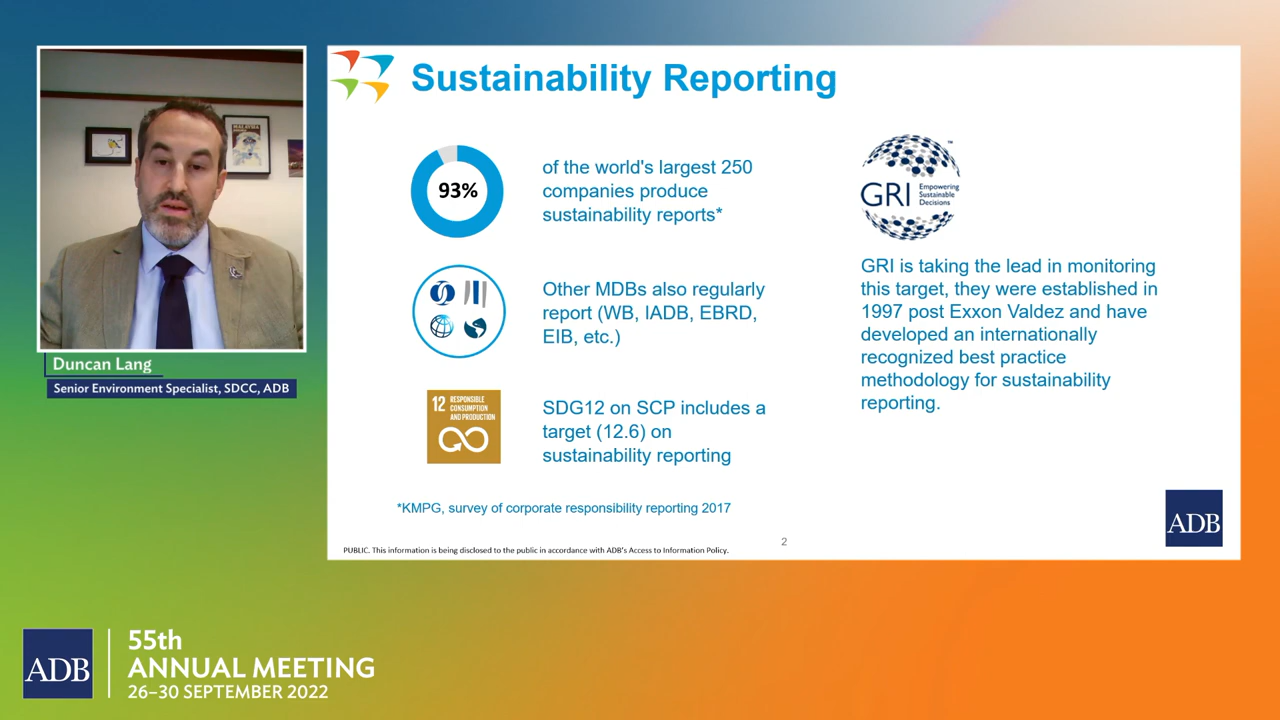 Sustainability Reporting
93%
of the world's largest 250
companies produce
sustainability reports*
Other MDBs also regularly
report (WB, IADB, EBRD,
EIB, etc.)
12 RESPONSIBLE
CONSUMPTION
AND PRODUCTION
SDG12 on SCP includes a
target (12.6) on
sustainability reporting
*KMPG, survey of corporate responsibility reporting 2017
GRI
Empowering
Sustainable
Decisions
™
GRI is taking the lead in monitoring
this target, they were established in
1997 post Exxon Valdez and have
developed an internationally
recognized best practice
methodology for sustainability
reporting.
ADB
2
PUBLIC. This information is being disclosed to the public in accordance with ADB's Access to Information Policy.
Duncan Lang
Senior Environment Specialist, SDCC, ADB
ADB
55th
ANNUAL MEETING
26–30 SEPTEMBER 2022